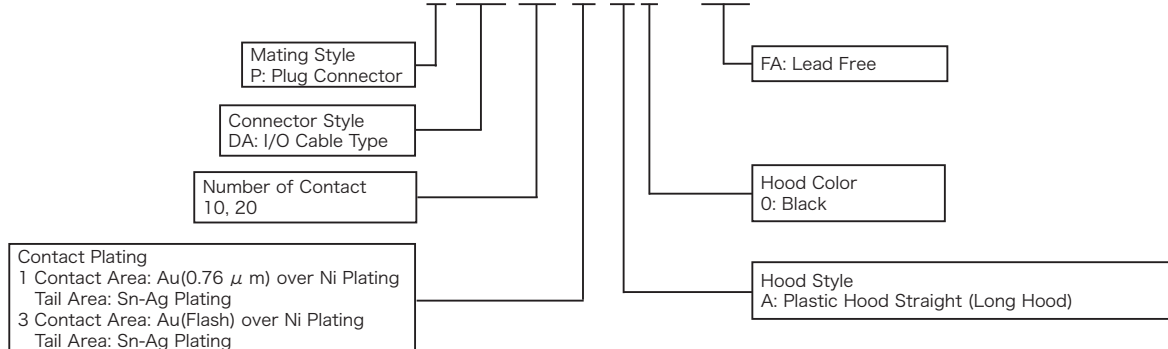 Mating Style
P: Plug Connector
FA: Lead Free
Connector Style
DA: I/O Cable Type
Number of Contact
10, 20
Hood Color
0: Black
Contact Plating
1 Contact Area: Au(0.76 μ m) over Ni Plating
Tail Area: Sn-Ag Plating
3 Contact Area: Au(Flash) over Ni Plating
Tail Area: Sn-Ag Plating
Hood Style
A: Plastic Hood Straight (Long Hood)